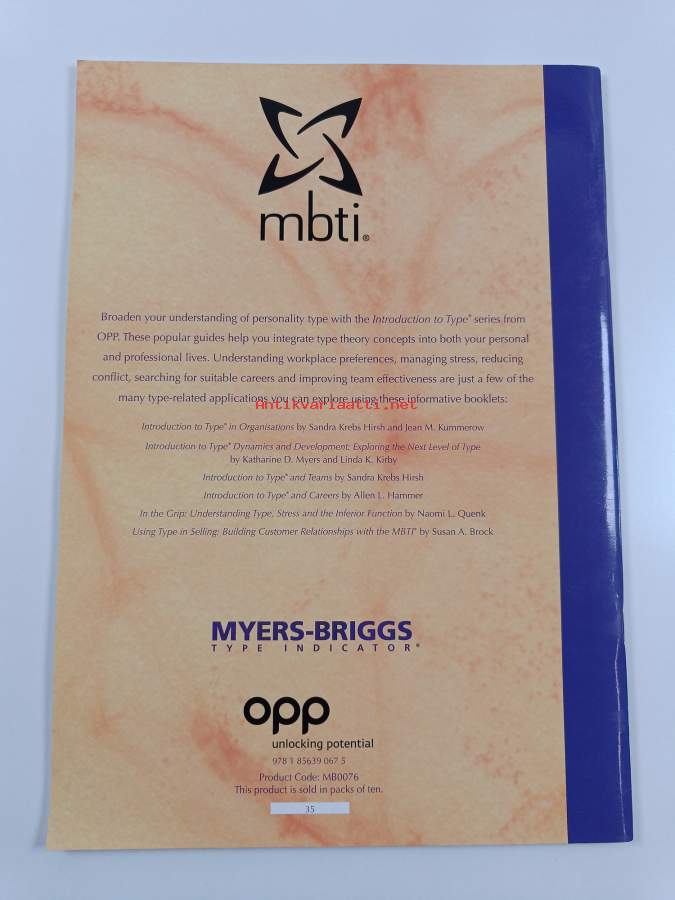 mbti®
Broaden your understanding of personality type with the Introduction to Type® series from
OPP. These popular guides help you integrate type theory concepts into both your personal
and professional lives. Understanding workplace preferences, managing stress, reducing
conflict, searching for suitable careers and improving team effectiveness are just a few of the
many type-related applications you can explore using these informative booklets:
Antikvariaatti.net
Introduction to Type® in Organisations by Sandra Krebs Hirsh and Jean M. Kummerow
Introduction to Type® Dynamics and Development: Exploring the Next Level of Type
by Katharine D. Myers and Linda K. Kirby
Introduction to Type® and Teams by Sandra Krebs Hirsh
Introduction to Type® and Careers by Allen L. Hammer
In the Grip: Understanding Type, Stress and the Inferior Function by Naomi L. Quenk
Using Type in Selling: Building Customer Relationships with the MBTI® by Susan A. Brock
MYERS-BRIGGS
TYPE INDICATOR®
opp
unlocking potential
978 1 85639 067 5
Product Code: MB0076
This product is sold in packs of ten.
35